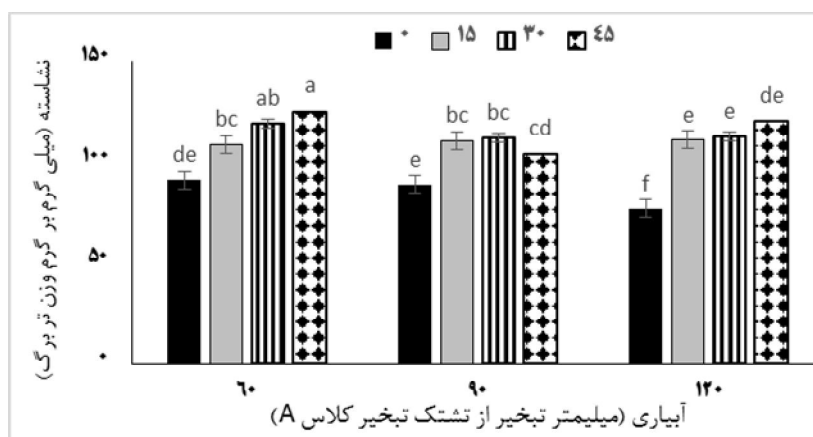 ۰ ۱۵ ۳۰ ٤۵
نشاسته (میلی گرم بر گرم وزن تر برگ)
۱۵۰
۱۰۰
۵۰
۰
de bc ab a
e bc bc cd
f e e de
۶۰ ۹۰ ۱۲۰
آبیاری (میلیمتر تبخیر از تشتک تبخیر کلاس A)